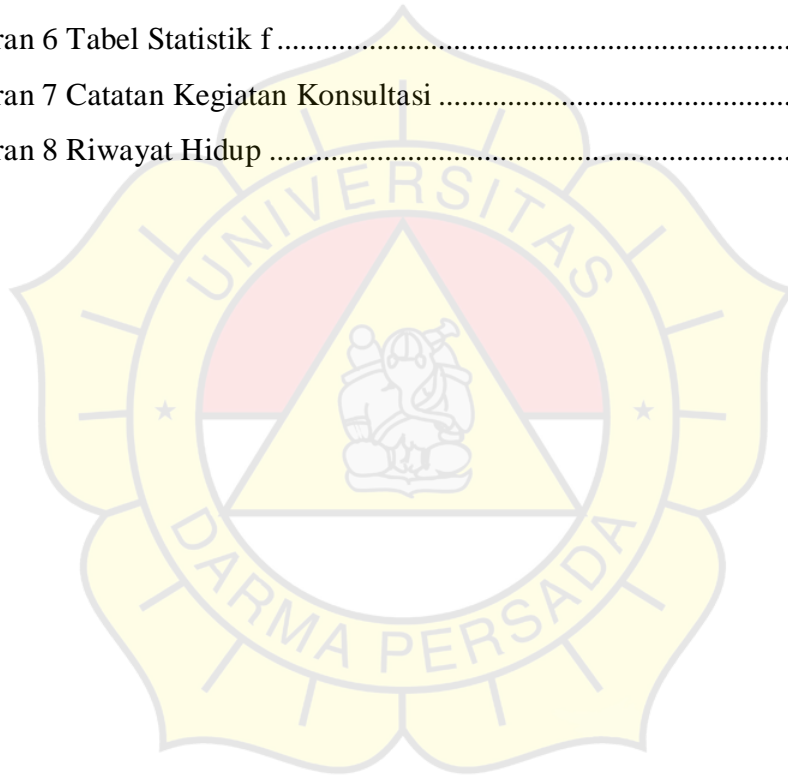 ran 6 Tabel Statistik f ..................................................................
ran 7 Catatan Kegiatan Konsultasi .............................................
ran 8 Riwayat Hidup ...................................................................
UNIVERSITAS
DARMA PERSADA